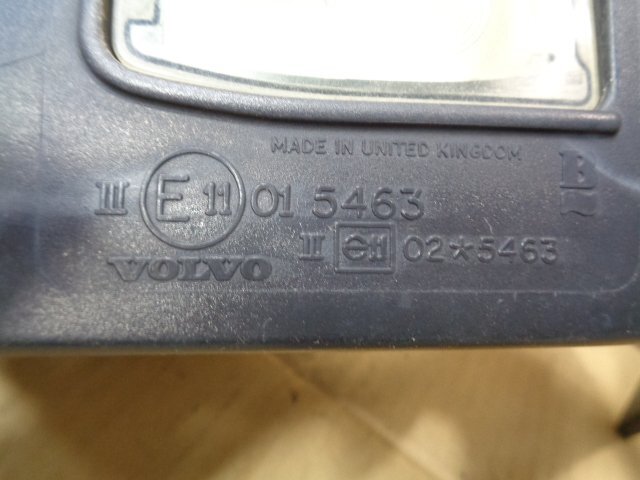 MADE IN UNITED KINGDOM
III E 11 01 5463
B
VOLVO
II e11 02*5463